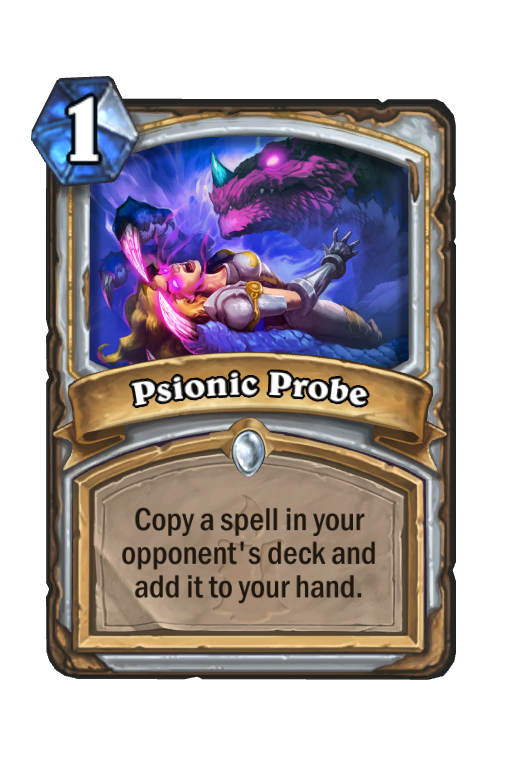 1
Psionic Probe
Copy a spell in your
opponent's deck and
add it to your hand.